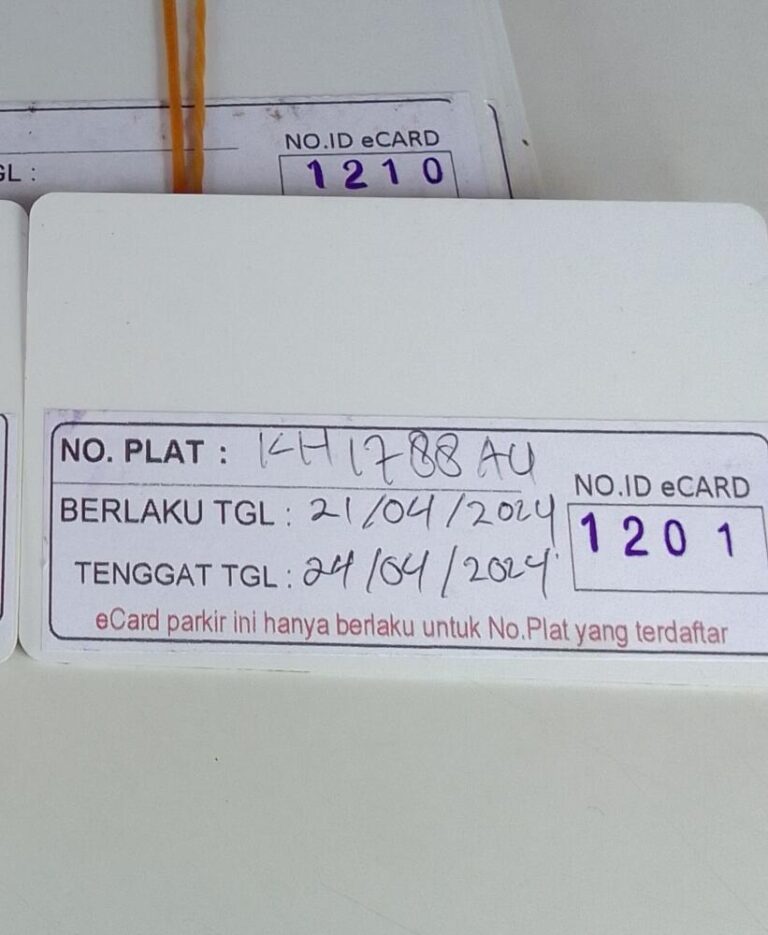 NO.ID eCARD
GL :
1210
NO. PLAT : KH 1788 AU
BERLAKU TGL : 21/04/2024
NO.ID eCARD
1201
TENGGAT TGL : 24/04/2024
eCard parkir ini hanya berlaku untuk No.Plat yang terdaftar